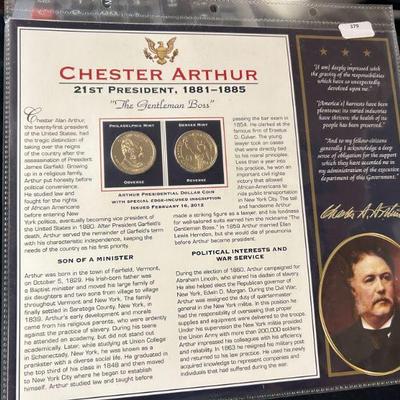 379
CHESTER ARTHUR
21ST PRESIDENT, 1881–1885
"The Gentleman Boss"
Chester Alan Arthur,
the twenty-first president
of the United States, had
the tragic distinction of
taking over the reigns
of the country after the
assassination of President
James Garfield. Growing
up in a religious family,
Arthur put honesty before
political convenience.
He studied law and
fought for the rights
of African Americans
before entering New
York politics, eventually becoming vice president of
the United States in 1880. After President Garfield's
death, Arthur served the remainder of Garfield's term
with his characteristic independence, keeping the
needs of the country as his first priority.
SON OF A MINISTER
Arthur was born in the town of Fairfield, Vermont,
on October 5, 1829. His Irish-born father was
a Baptist minister who moved his large family of
six daughters and two sons from village to village
throughout Vermont and New York. The family
finally settled in Saratoga County, New York, in
1839. Arthur's early development and morals
came from his religious parents, who were ardently
against the evils of slavery. During his teens
he attended an academy, but did not stand out
academically. Later, while studying at Union College
in Schenectady, New York, he was known as a
prankster with a diverse social life. He graduated in
the top third of his class in 1848 and then moved
to New York City where he began to establish
himself. Arthur studied law and taught before
PHILADELPHIA MINT
DENVER MINT
OBVERSE
REVERSE
ARTHUR PRESIDENTIAL DOLLAR COIN
WITH SPECIAL EDGE-INCUSED INSCRIPTION
ISSUED FEBRUARY 16, 2012
passing the bar exam in
1854. He clerked at the
famous firm of Erastus
D. Culver. The young
lawyer took on cases
that were directly tied
to his moral principles.
Less than a year into
his practice, he won an
important civil rights
victory that allowed
African-Americans to
ride public transportation
in New York City. The tall
and handsome Arthur
made a striking figure as a lawyer, and his fondness
for well-tailored suits earned him the nickname "The
Gentleman Boss." In 1859 Arthur married Ellen
Lewis Herndon, but she would die of pneumonia
before Arthur became president.
POLITICAL INTERESTS AND
WAR SERVICE
During the election of 1860, Arthur campaigned for
Abraham Lincoln, who shared his disdain of slavery.
He also helped elect the Republican governor of
New York, Edwin D. Morgan. During the Civil War,
Arthur was assigned the duty of quartermaster
general of New York State. In this position he
had the responsibility of overseeing that proper
supplies and equipment were delivered to the troops.
Under his supervision the New York militia provided
the Union Army with more than 200,000 soldiers.
Arthur impressed his colleagues with his efficiency
and reliability. In 1863 he resigned his military post
and returned to his law practice. He used his newly
acquired knowledge to represent companies and
individuals that had suffered during the war.
"[I am] deeply impressed with
the gravity of the responsibilities
which have so unexpectedly
devolved upon me."
"[America's] harvests have been
plenteous; its varied industries
have thriven; the health of its
people has been preserved."
"And to my fellow-citizens
generally I acknowledge a deep
sense of obligation for the support
which they have accorded me in
my administration of the executive
department of this Government."
Chester A. Arthur